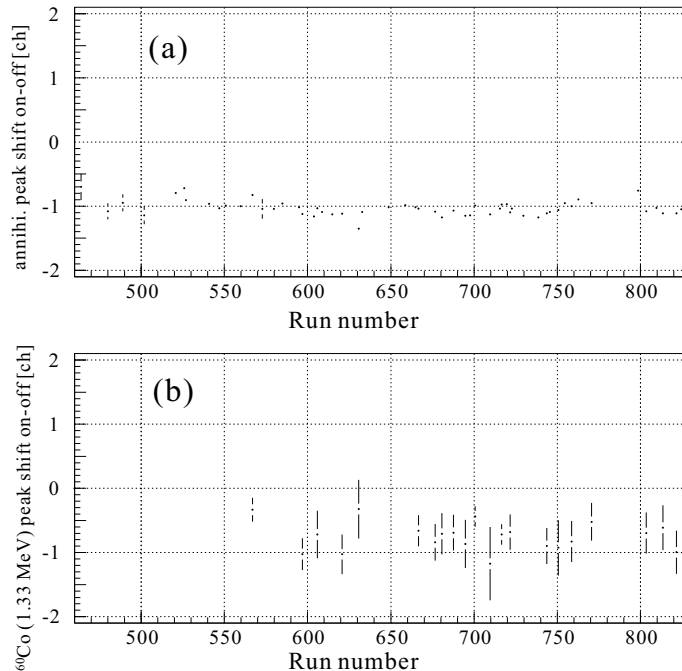 2
(a)
1
0
-1
-2
annihi. peak shift on-off [ch]
500 550 600 650 700 750 800
Run number
2
(b)
1
0
-1
-2
⁶⁰Co (1.33 MeV) peak shift on-off [ch]
500 550 600 650 700 750 800
Run number